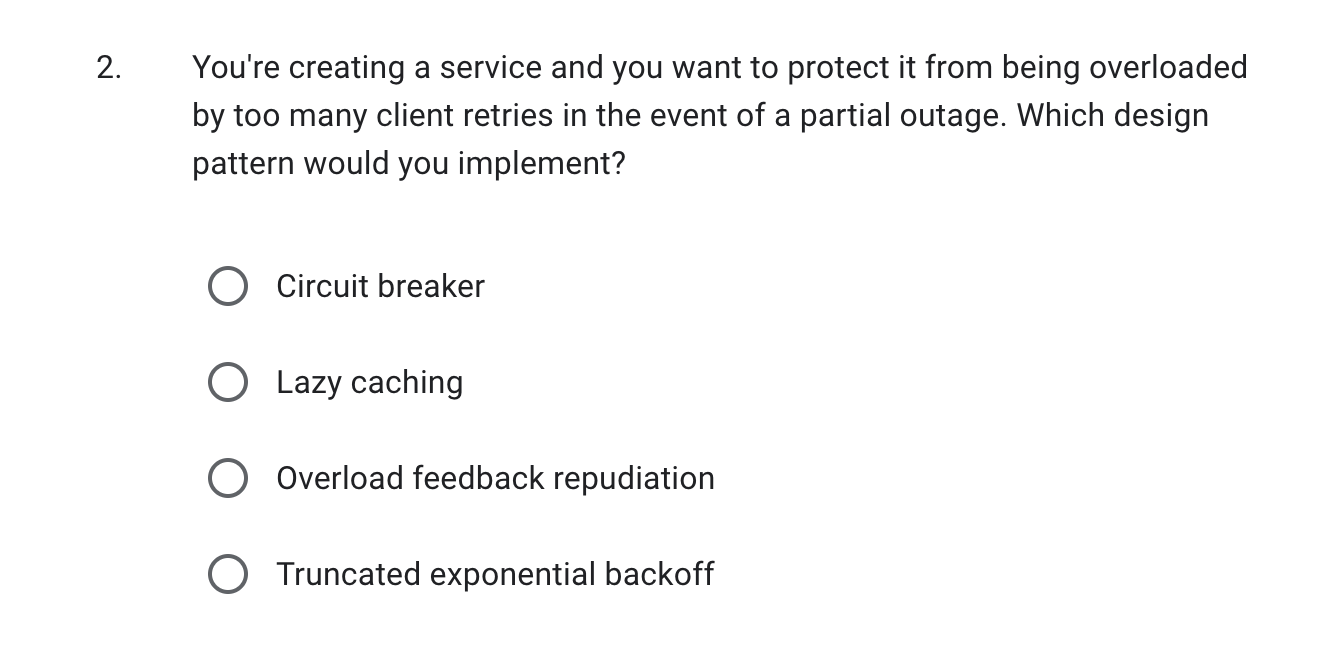 2. You're creating a service and you want to protect it from being overloaded
by too many client retries in the event of a partial outage. Which design
pattern would you implement?
Circuit breaker
Lazy caching
Overload feedback repudiation
Truncated exponential backoff